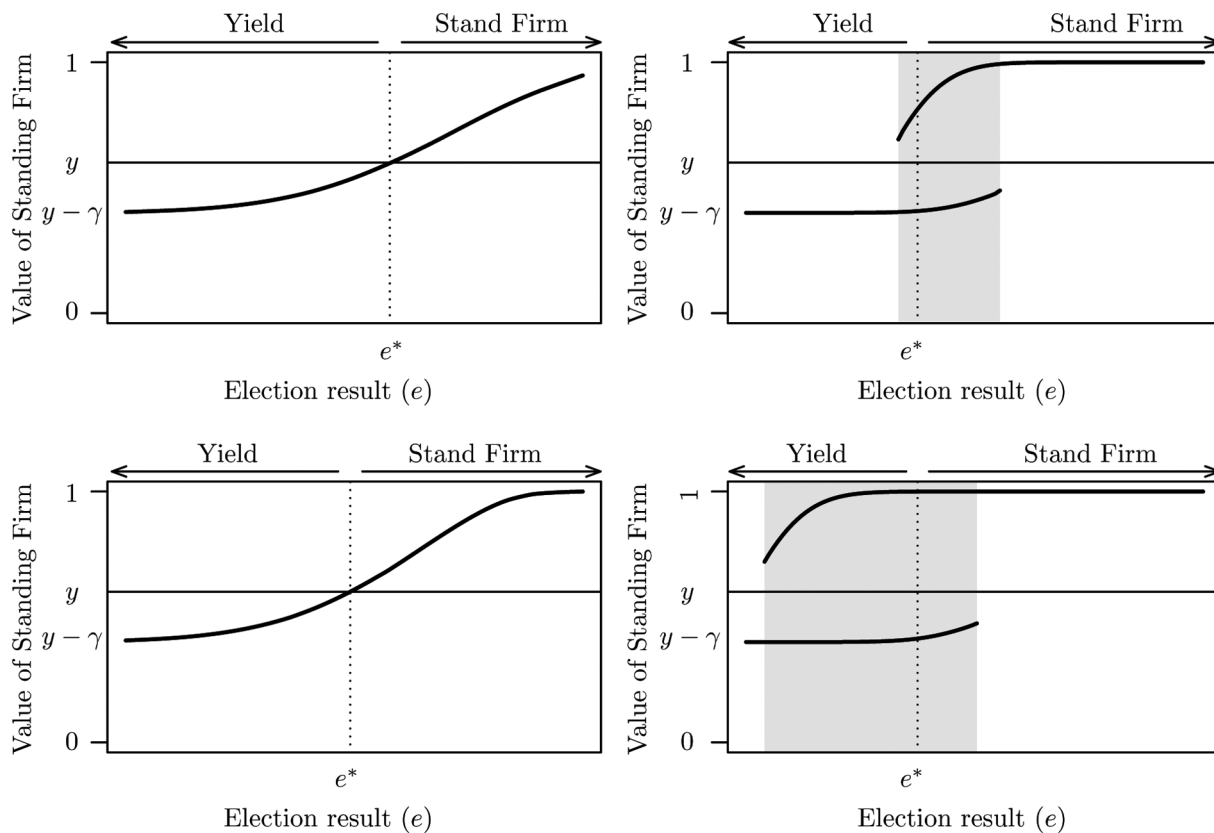 Yield Stand Firm
Value of Standing Firm
1
y
y − γ
0
e*
Election result (e)
Yield Stand Firm
Value of Standing Firm
1
y
y − γ
0
e*
Election result (e)
Yield Stand Firm
Value of Standing Firm
1
y
y − γ
0
e*
Election result (e)
Yield Stand Firm
Value of Standing Firm
1
y
y − γ
0
e*
Election result (e)